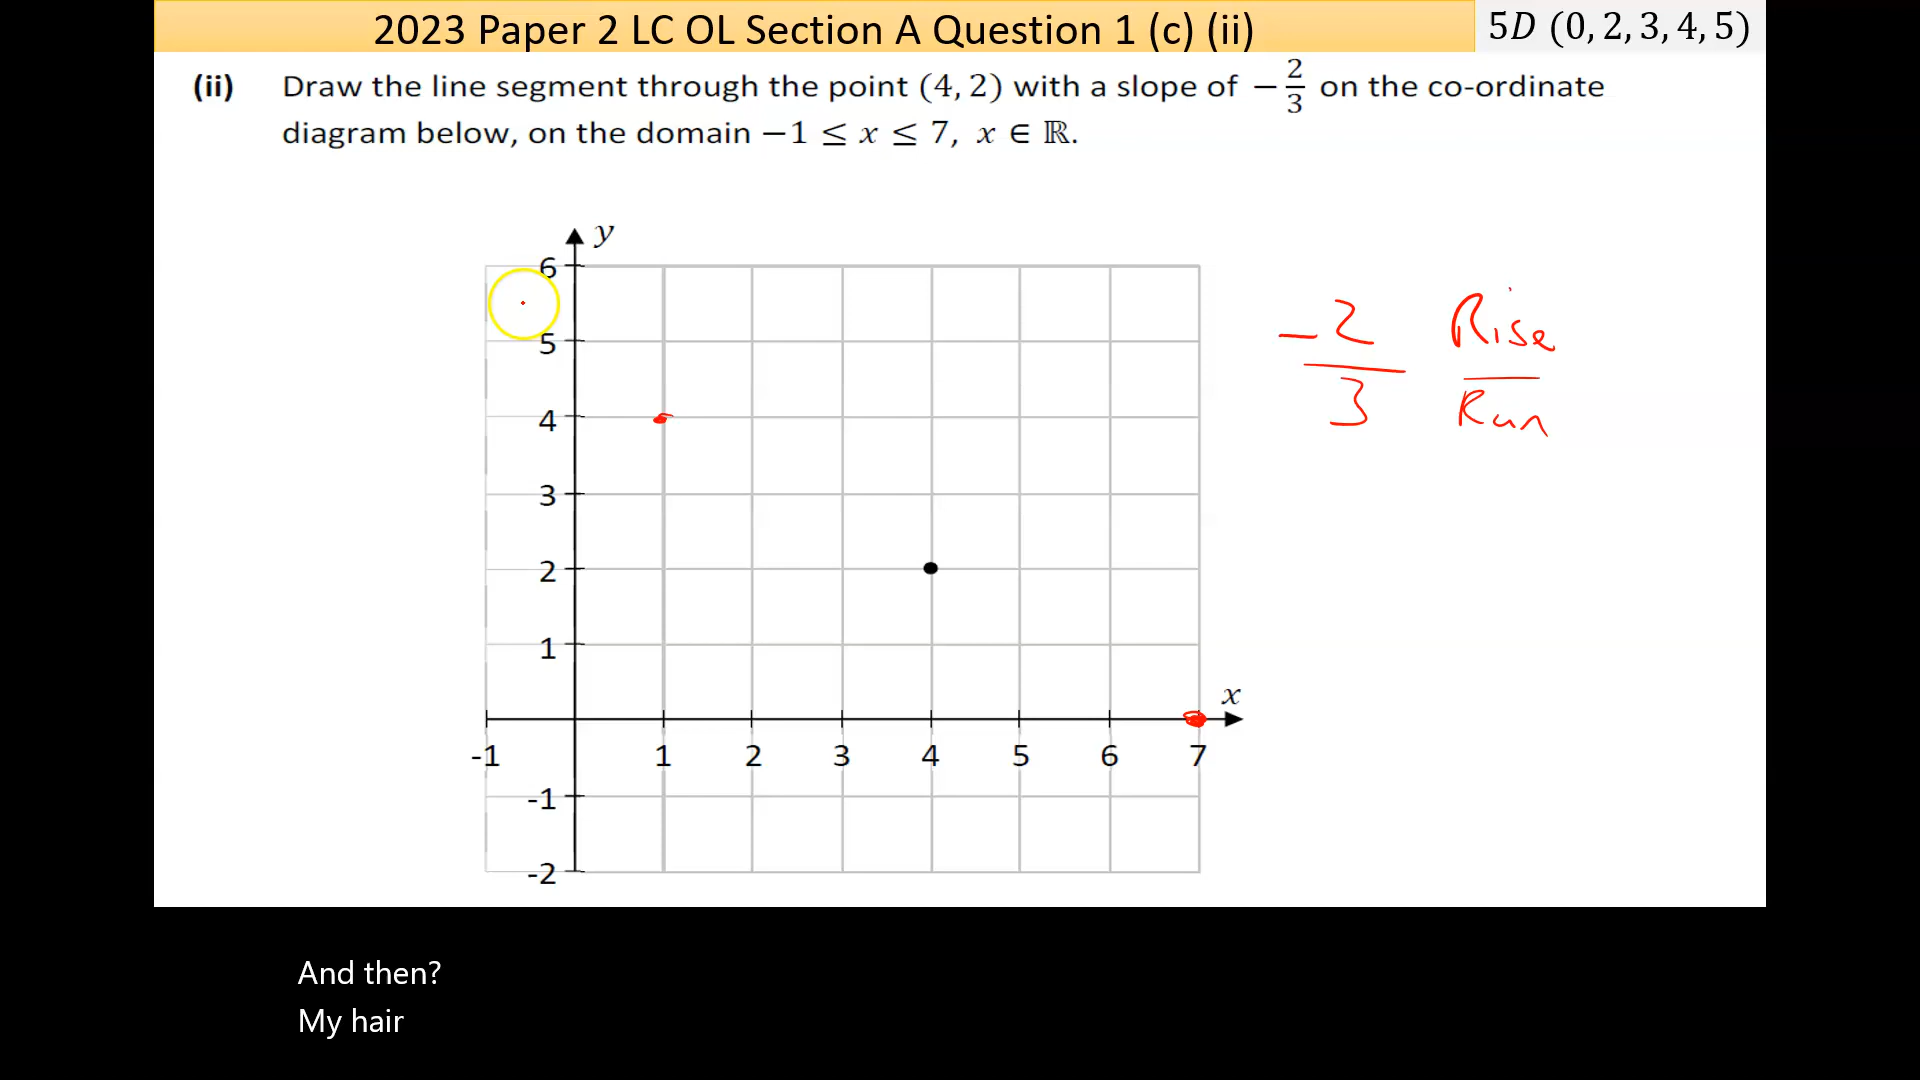 2023 Paper 2 LC OL Section A Question 1 (c) (ii)
5D (0, 2, 3, 4, 5)
(ii) Draw the line segment through the point (4, 2) with a slope of −2/3 on the co-ordinate
diagram below, on the domain −1 ≤ x ≤ 7, x ∈ ℝ.
y
6
5
4
3
2
1
x
-1 1 2 3 4 5 6 7
-1
-2
-2 Rise
3 Run
And then?
My hair